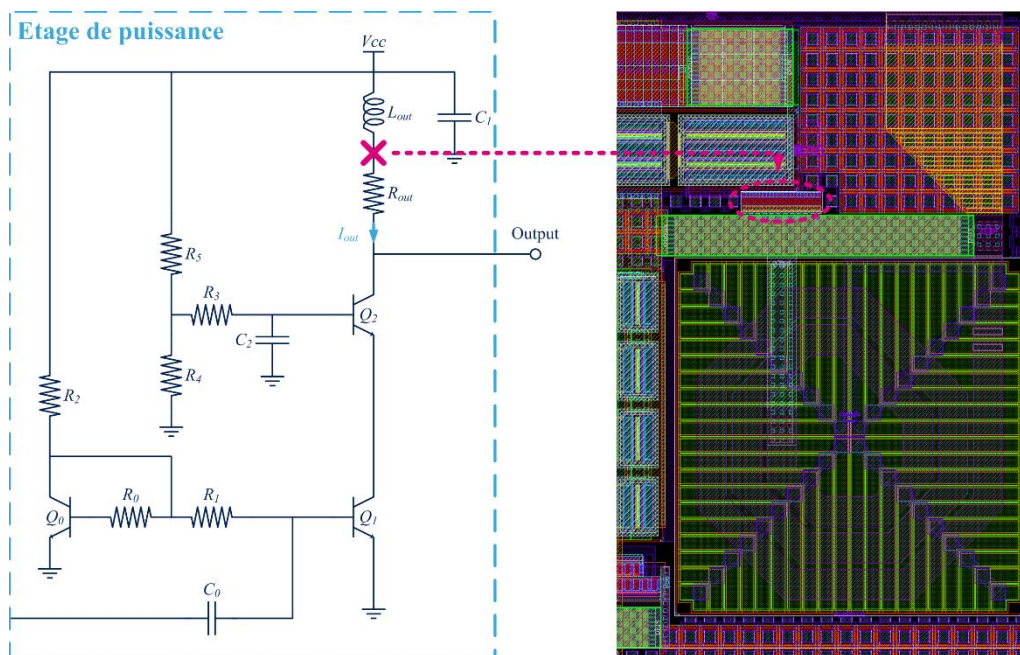 Etage de puissance
Vcc
Lout
C1
Rout
Iout
Output
R5
R3
Q2
C2
R4
R2
R0
R1
Q0
Q1
C0